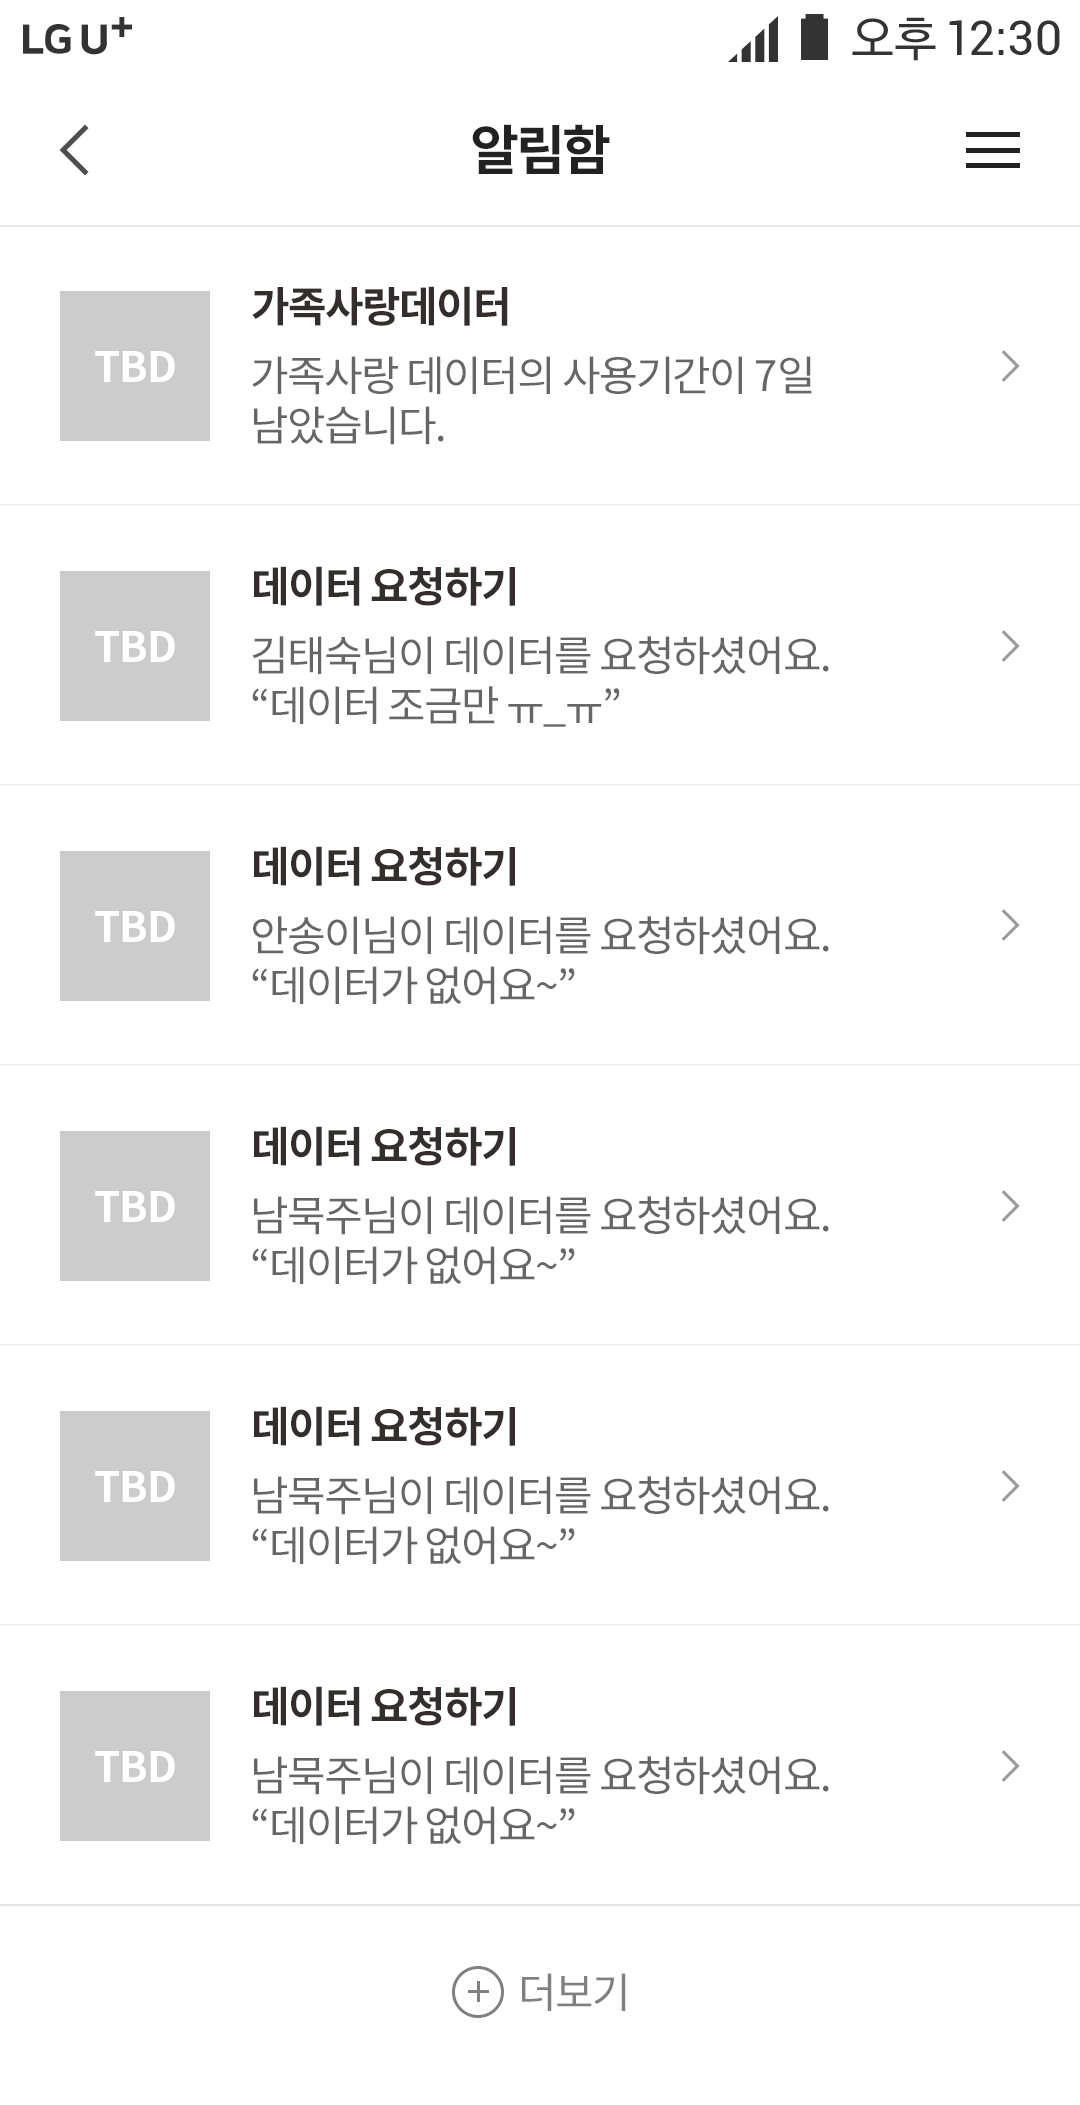 LG U+ 오후 12:30
알림함
가족사랑데이터
TBD
가족사랑 데이터의 사용기간이 7일
남았습니다.
데이터 요청하기
TBD
김태숙님이 데이터를 요청하셨어요.
“데이터 조금만 ㅠ_ㅠ”
데이터 요청하기
TBD
안송이님이 데이터를 요청하셨어요.
“데이터가 없어요~”
데이터 요청하기
TBD
남묵주님이 데이터를 요청하셨어요.
“데이터가 없어요~”
데이터 요청하기
TBD
남묵주님이 데이터를 요청하셨어요.
“데이터가 없어요~”
데이터 요청하기
TBD
남묵주님이 데이터를 요청하셨어요.
“데이터가 없어요~”
더보기